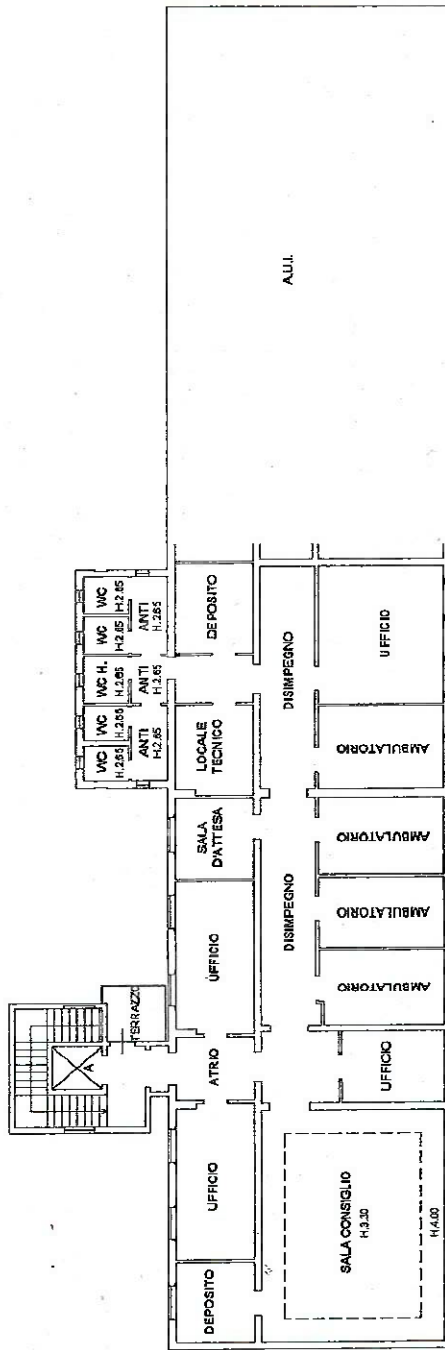 WC
H.2.65
WC
H.2.65
WC H.
H.2.65
WC
H.2.65
WC
H.2.65
ANTI
H.2.65
ANTI
H.2.65
ANTI
H.2.65
A
TERRAZZO
DEPOSITO
UFFICIO
ATRIO
UFFICIO
SALA
D'ATTESA
LOCALE
TECNICO
DEPOSITO
A.U.I.
DISIMPEGNO
DISIMPEGNO
SALA CONSIGLIO
H.3.30
H.4.00
UFFICIO
AMBULATORIO
AMBULATORIO
AMBULATORIO
AMBULATORIO
UFFICIO